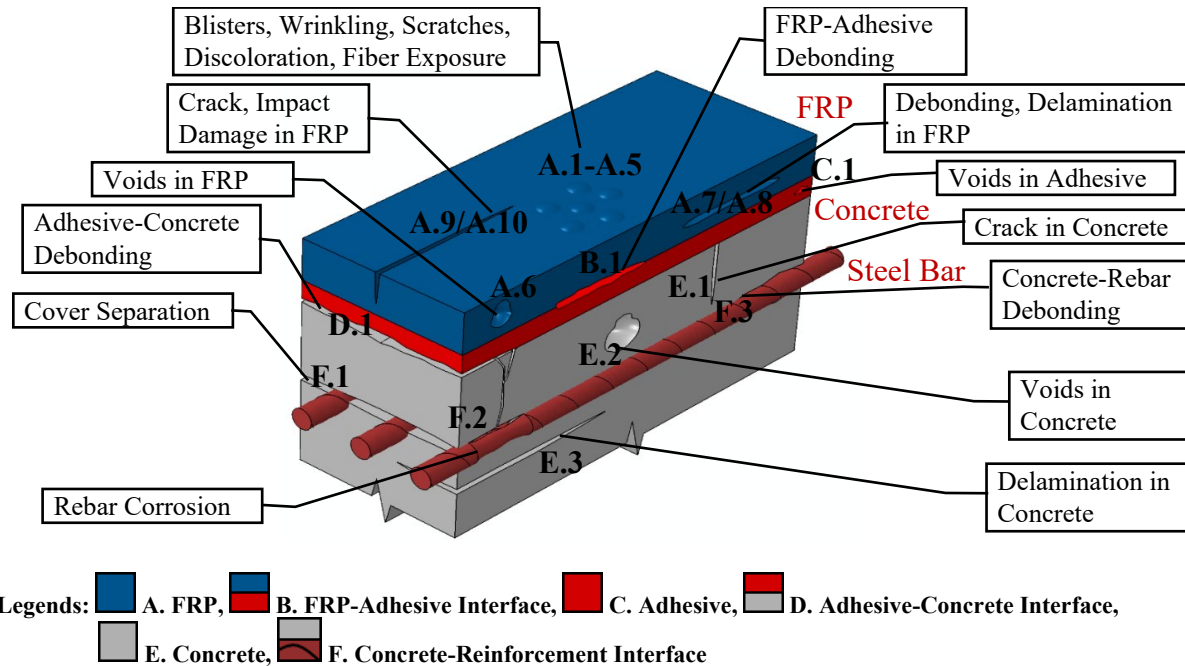 Blisters, Wrinkling, Scratches,
Discoloration, Fiber Exposure
FRP-Adhesive
Debonding
Crack, Impact
Damage in FRP
FRP
Debonding, Delamination
in FRP
A.1-A.5
C.1
Voids in FRP
Voids in Adhesive
A.7/A.8
A.9/A.10
Concrete
Adhesive-Concrete
Debonding
Crack in Concrete
B.1
A.6
E.1
Steel Bar
Concrete-Rebar
Debonding
Cover Separation
D.1
F.3
E.2
F.1
Voids in
Concrete
F.2
E.3
Rebar Corrosion
Delamination in
Concrete
Legends: A. FRP, B. FRP-Adhesive Interface, C. Adhesive, D. Adhesive-Concrete Interface,
E. Concrete, F. Concrete-Reinforcement Interface